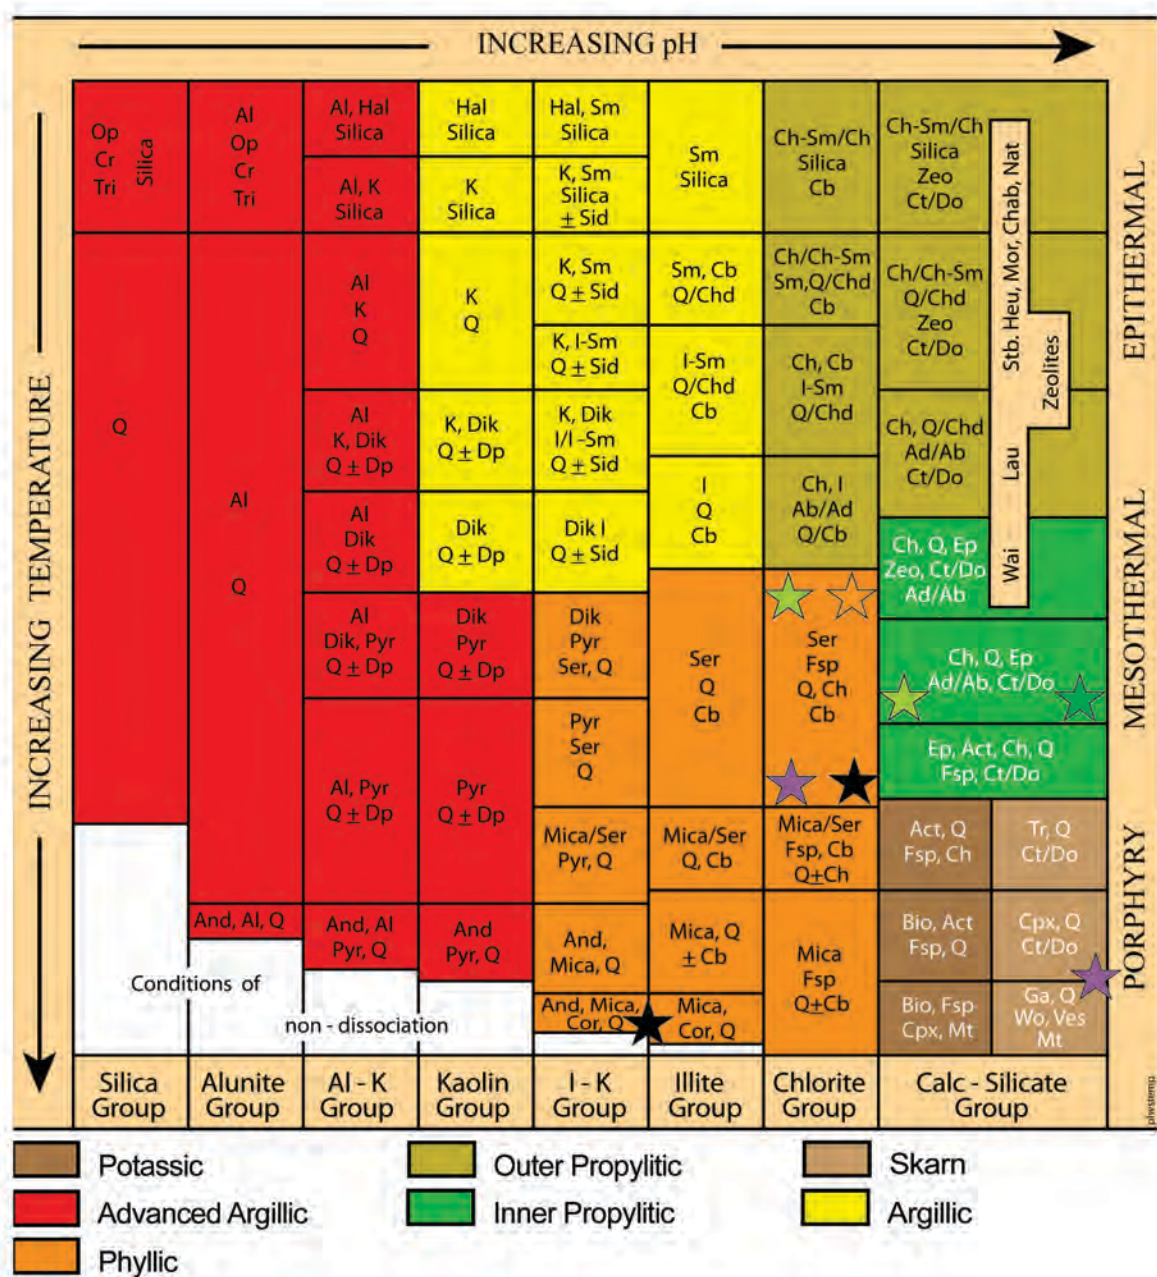 INCREASING pH
INCREASING TEMPERATURE
EPITHERMAL
MESOTHERMAL
PORPHYRY
Op
Cr
Tri
Silica
Q
Al
Op
Cr
Tri
Al
Q
And, Al, Q
Al, Hal
Silica
Al, K
Silica
Al
K
Q
Al
K, Dik
Q ± Dp
Al
Dik
Q ± Dp
Al
Dik, Pyr
Q ± Dp
Al, Pyr
Q ± Dp
And, Al
Pyr, Q
Hal
Silica
K
Silica
K
Q
K, Dik
Q ± Dp
Dik
Q ± Dp
Dik
Pyr
Q ± Dp
Pyr
Q ± Dp
And
Pyr, Q
Hal, Sm
Silica
K, Sm
Silica
± Sid
K, Sm
Q ± Sid
K, I-Sm
Q ± Sid
K, Dik
I/I -Sm
Q ± Sid
Dik I
Q ± Sid
Dik
Pyr
Ser, Q
Pyr
Ser
Q
Mica/Ser
Pyr, Q
And,
Mica, Q
And, Mica,
Cor, Q
Sm
Silica
Sm, Cb
Q/Chd
I-Sm
Q/Chd
Cb
I
Q
Cb
Ser
Q
Cb
Mica/Ser
Q, Cb
Mica, Q
± Cb
Mica,
Cor, Q
Ch-Sm/Ch
Silica
Cb
Ch/Ch-Sm
Sm,Q/Chd
Cb
Ch, Cb
I-Sm
Q/Chd
Ch, I
Ab/Ad
Q/Cb
Ser
Fsp
Q, Ch
Cb
Mica/Ser
Fsp, Cb
Q±Ch
Mica
Fsp
Q±Cb
Ch-Sm/Ch
Silica
Zeo
Ct/Do
Ch/Ch-Sm
Q/Chd
Zeo
Ct/Do
Ch, Q/Chd
Ad/Ab
Ct/Do
Ch, Q, Ep
Zeo, Ct/Do
Ad/Ab
Stb. Heu, Mor, Chab, Nat
Lau
Wai
Zeolites
Ch, Q, Ep
Ad/Ab, Ct/Do
Ep, Act, Ch, Q
Fsp, Ct/Do
Act, Q
Fsp, Ch
Tr, Q
Ct/Do
Bio, Act
Fsp, Q
Cpx, Q
Ct/Do
Bio, Fsp
Cpx, Mt
Ga, Q
Wo, Ves
Mt
Conditions of
non - dissociation
Silica
Group
Alunite
Group
Al - K
Group
Kaolin
Group
I - K
Group
Illite
Group
Chlorite
Group
Calc - Silicate
Group
Potassic
Outer Propylitic
Skarn
Advanced Argillic
Inner Propylitic
Argillic
Phyllic